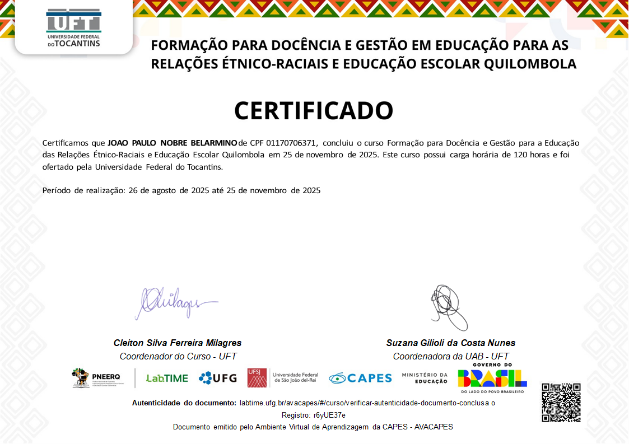 UFT
UNIVERSIDADE FEDERAL
DO TOCANTINS
FORMAÇÃO PARA DOCÊNCIA E GESTÃO EM EDUCAÇÃO PARA AS
RELAÇÕES ÉTNICO-RACIAIS E EDUCAÇÃO ESCOLAR QUILOMBOLA
CERTIFICADO
Certificamos que JOAO PAULO NOBRE BELARMINO de CPF 01170706371, concluiu o curso Formação para Docência e Gestão para a Educação
das Relações Étnico-Raciais e Educação Escolar Quilombola em 25 de novembro de 2025. Este curso possui carga horária de 120 horas e foi
ofertado pela Universidade Federal do Tocantins.
Período de realização: 26 de agosto de 2025 até 25 de novembro de 2025
Cleiton Silva Ferreira Milagres
Coordenador do Curso - UFT
Suzana Gilioli da Costa Nunes
Coordenadora da UAB - UFT
PNEERQ
LabTIME
UFG
UFSJ
Universidade Federal
de São João del-Rei
CAPES
MINISTÉRIO DA
EDUCAÇÃO
GOVERNO DO
BRASIL
DO LADO DO POVO BRASILEIRO
Autenticidade do documento: labtime.ufg.br/avacapes/#/curso/verificar-autenticidade-documento-conclusao
Registro: r6yUE37e
Documento emitido pelo Ambiente Virtual de Aprendizagem da CAPES - AVACAPES